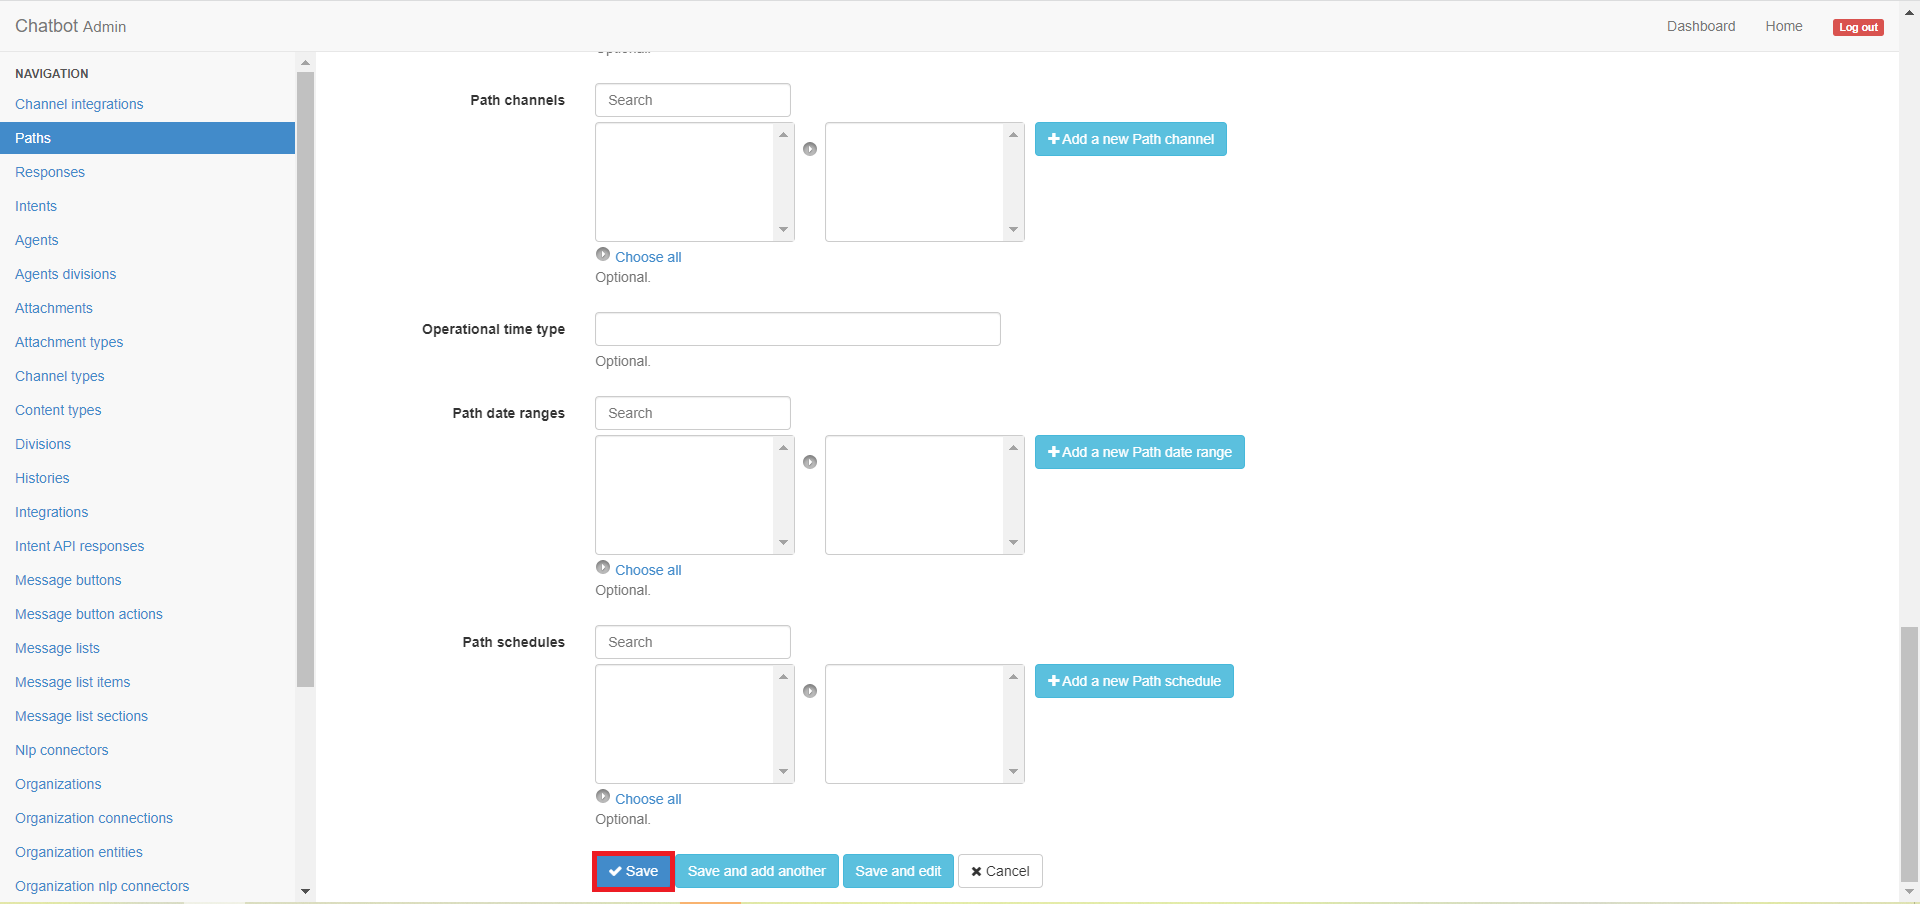 Chatbot Admin
Dashboard
Home
Log out
NAVIGATION
Channel integrations
Paths
Responses
Intents
Agents
Agents divisions
Attachments
Attachment types
Channel types
Content types
Divisions
Histories
Integrations
Intent API responses
Message buttons
Message button actions
Message lists
Message list items
Message list sections
Nlp connectors
Organizations
Organization connections
Organization entities
Organization nlp connectors
Path channels
Search
Add a new Path channel
Choose all
Optional.
Operational time type
Optional.
Path date ranges
Search
Add a new Path date range
Choose all
Optional.
Path schedules
Search
Add a new Path schedule
Choose all
Optional.
Save
Save and add another
Save and edit
Cancel